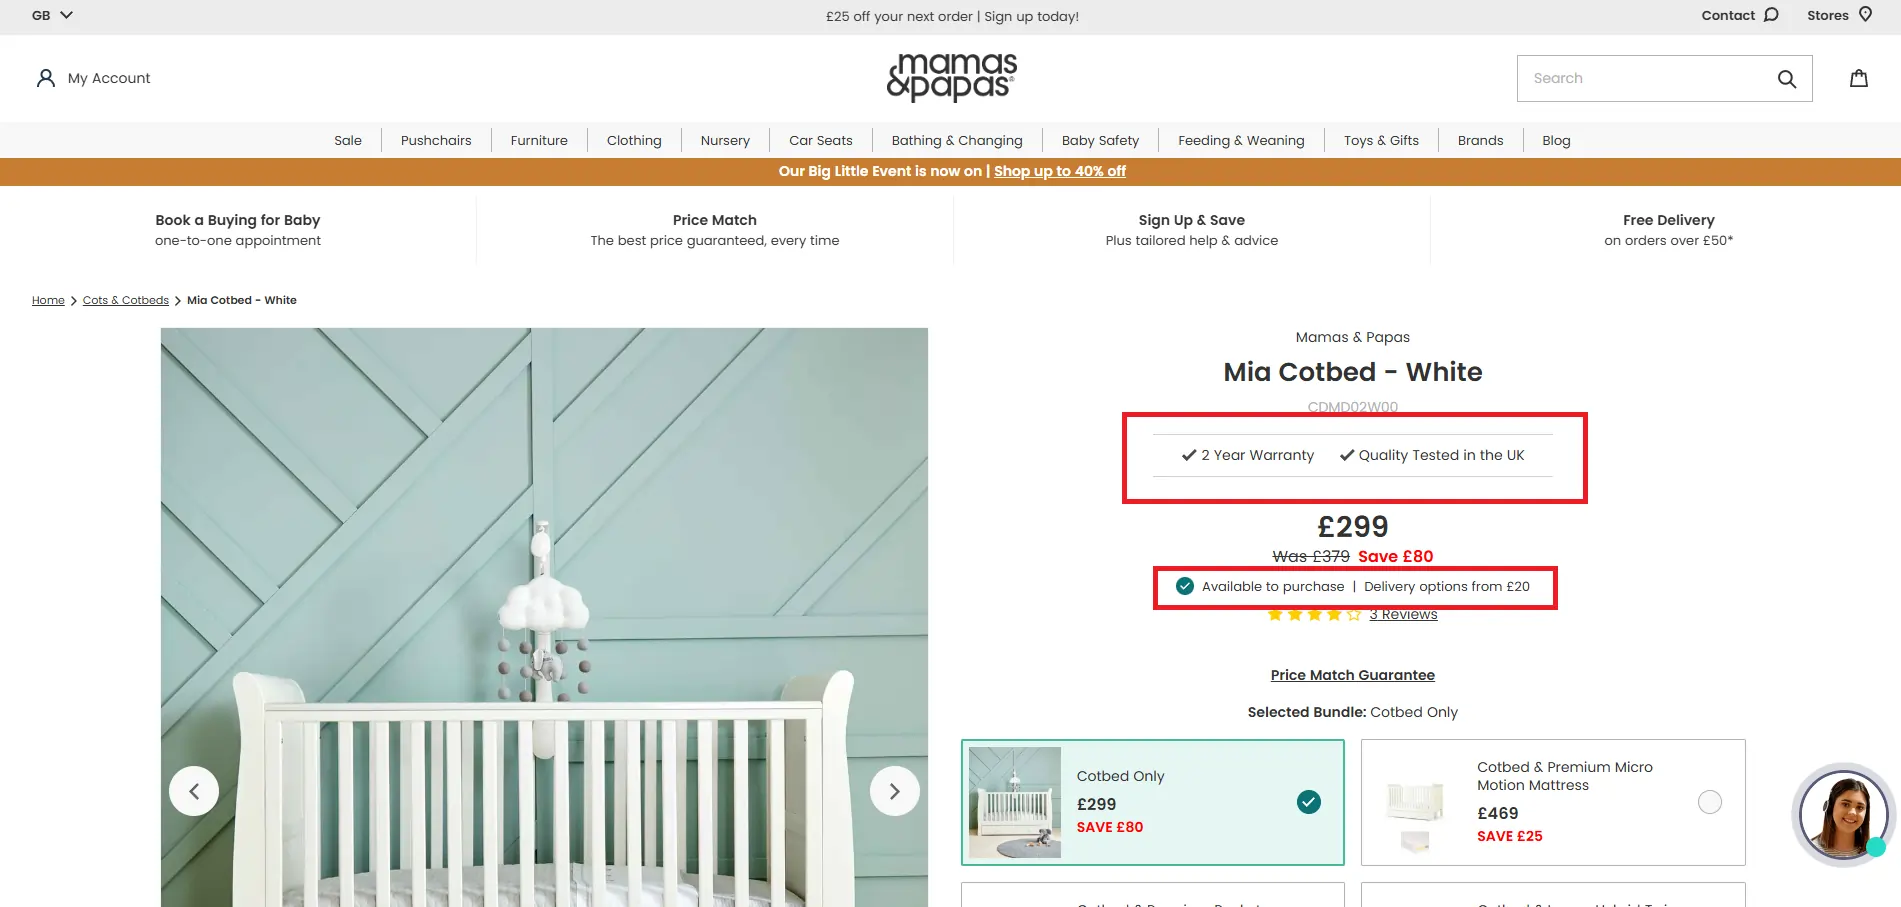 GB
£25 off your next order | Sign up today!
Contact
Stores
My Account
mamas
&papas®
Search
Sale
Pushchairs
Furniture
Clothing
Nursery
Car Seats
Bathing & Changing
Baby Safety
Feeding & Weaning
Toys & Gifts
Brands
Blog
Our Big Little Event is now on | Shop up to 40% off
Book a Buying for Baby
one-to-one appointment
Price Match
The best price guaranteed, every time
Sign Up & Save
Plus tailored help & advice
Free Delivery
on orders over £50*
Home > Cots & Cotbeds > Mia Cotbed - White
Mamas & Papas
Mia Cotbed - White
CDMD02W00
2 Year Warranty
Quality Tested in the UK
£299
Was £379 Save £80
Available to purchase | Delivery options from £20
3 Reviews
Price Match Guarantee
Selected Bundle: Cotbed Only
Cotbed Only
£299
SAVE £80
Cotbed & Premium Micro
Motion Mattress
£469
SAVE £25